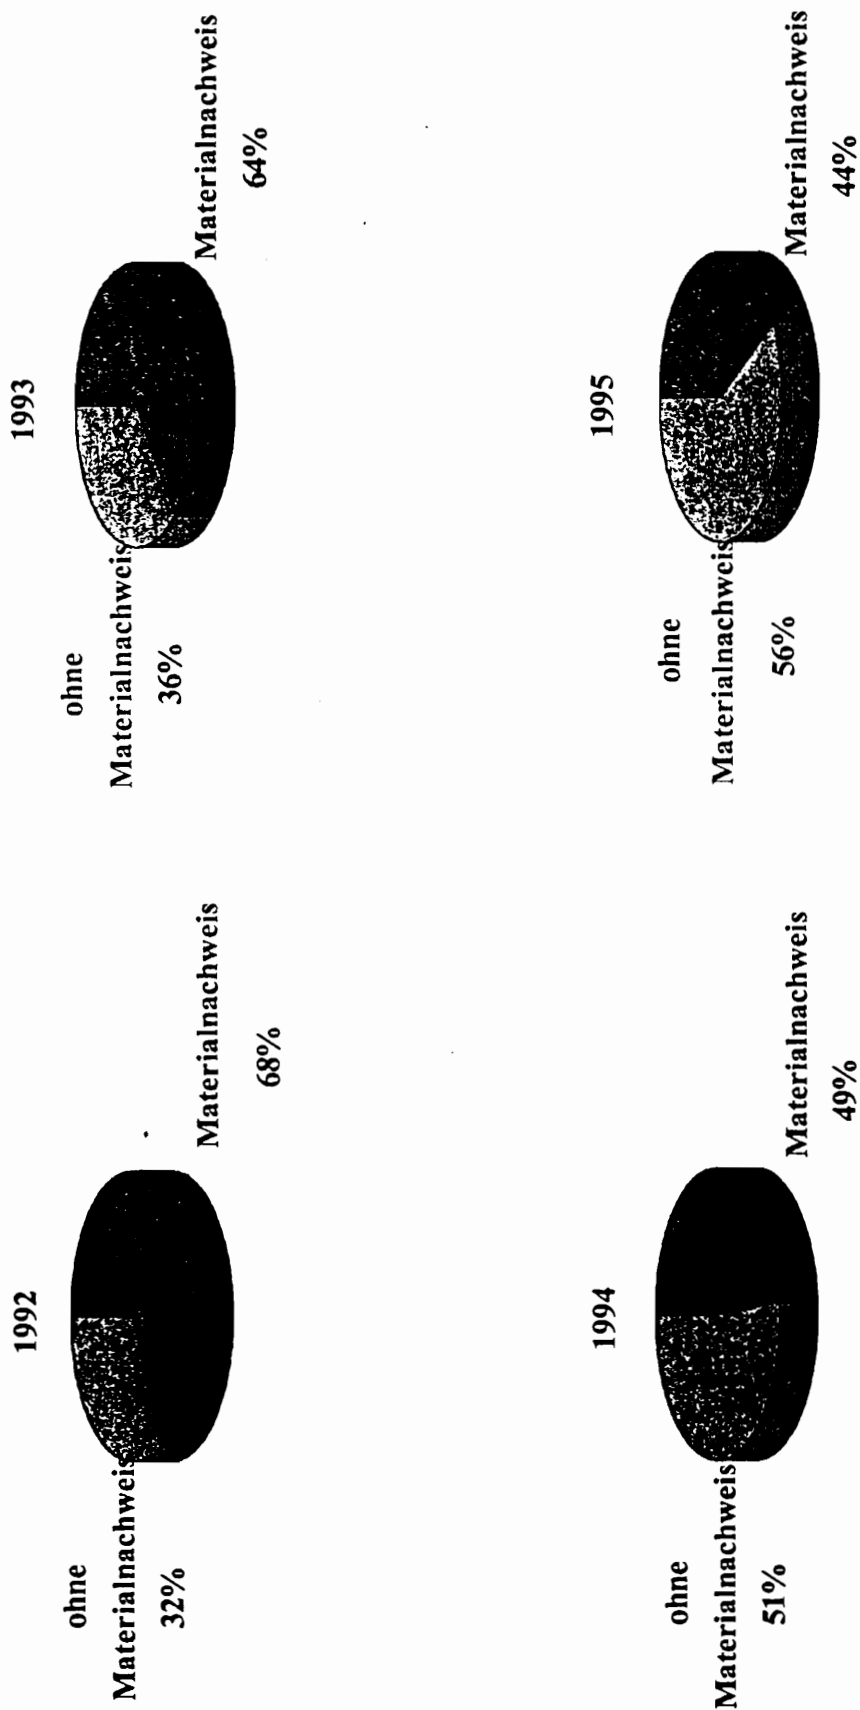 1992
ohne
Materialnachweis
32%
Materialnachweis
68%
1993
ohne
Materialnachweis
36%
Materialnachweis
64%
1994
ohne
Materialnachweis
51%
Materialnachweis
49%
1995
ohne
Materialnachweis
56%
Materialnachweis
44%